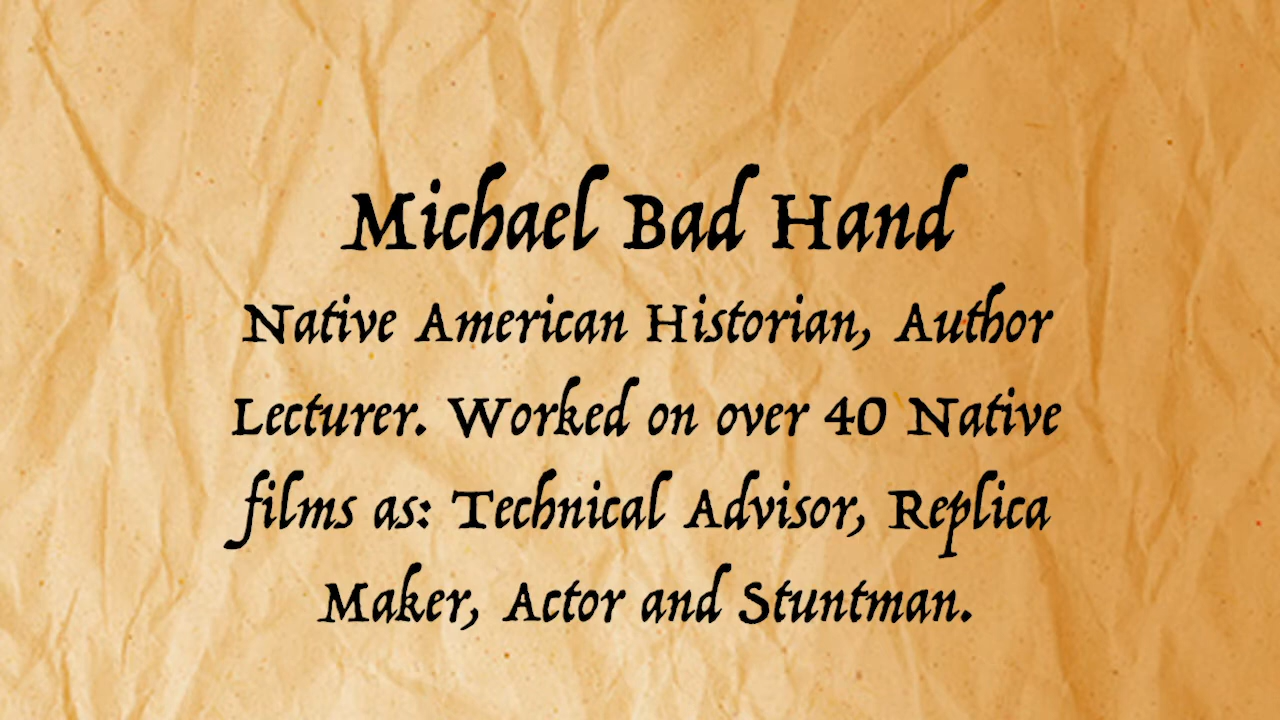 Michael Bad Hand
Native American Historian, Author
Lecturer. Worked on over 40 Native
films as: Technical Advisor, Replica
Maker, Actor and Stuntman.